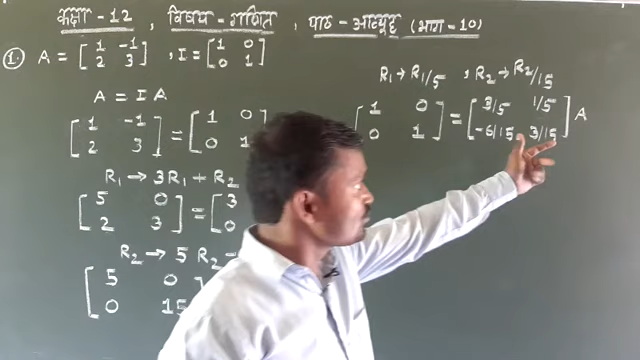 कक्षा - 12 , विषय - गणित , पाठ - आव्यूह (भाग - 10)
1. A = [ 1 -1 ] , I = [ 1 0 ]
[ 2 3 ] [ 0 1 ]
A = I A
[ 1 -1 ] = [ 1 0
[ 2 3 ] [ 0 1
R1 → 3R1 + R2
[ 5 0 ] = [ 3
[ 2 3 ] [ 0
R2 → 5 R2 -
[ 5 0 ]
[ 0 15
R1 → R1/5 , R2 → R2/15
[ 1 0 ] = [ 3/5 1/5 ] A
[ 0 1 ] [ -6/15 3/15 ]